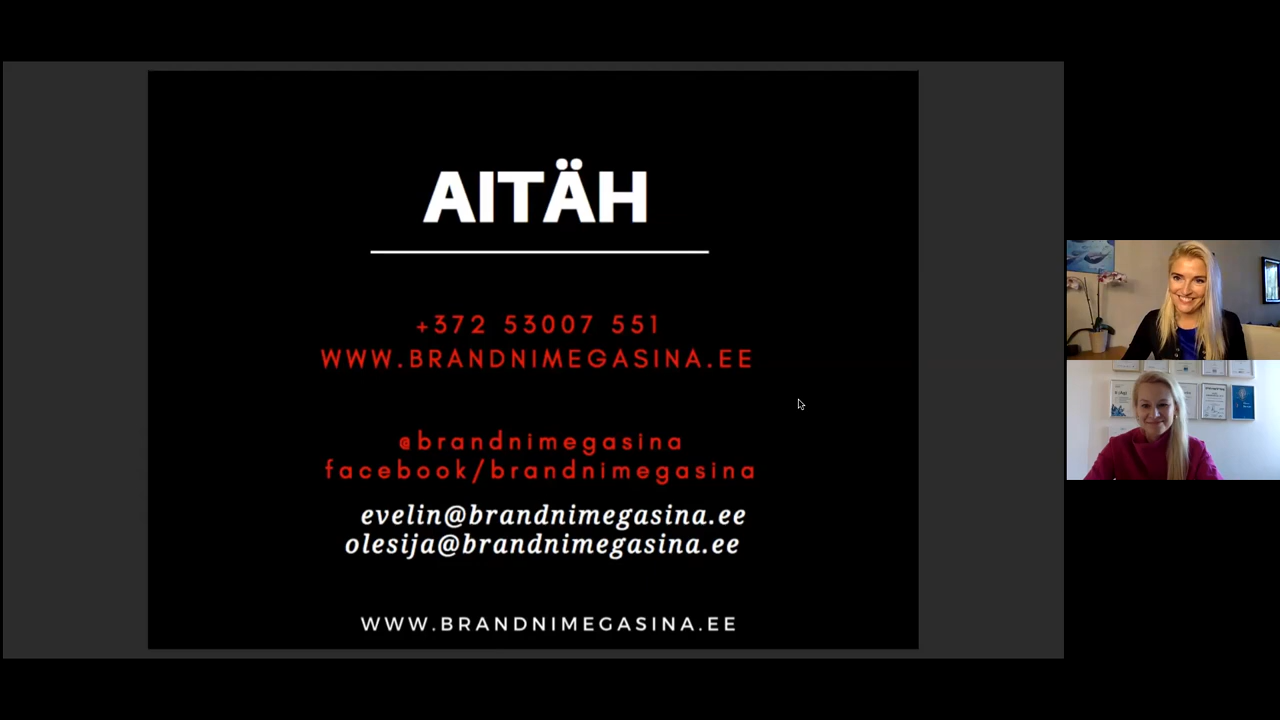 AITÄH
+372 53007 551
WWW.BRANDNIMEGASINA.EE
@brandnimegasina
facebook/brandnimegasina
evelin@brandnimegasina.ee
olesija@brandnimegasina.ee
WWW.BRANDNIMEGASINA.EE